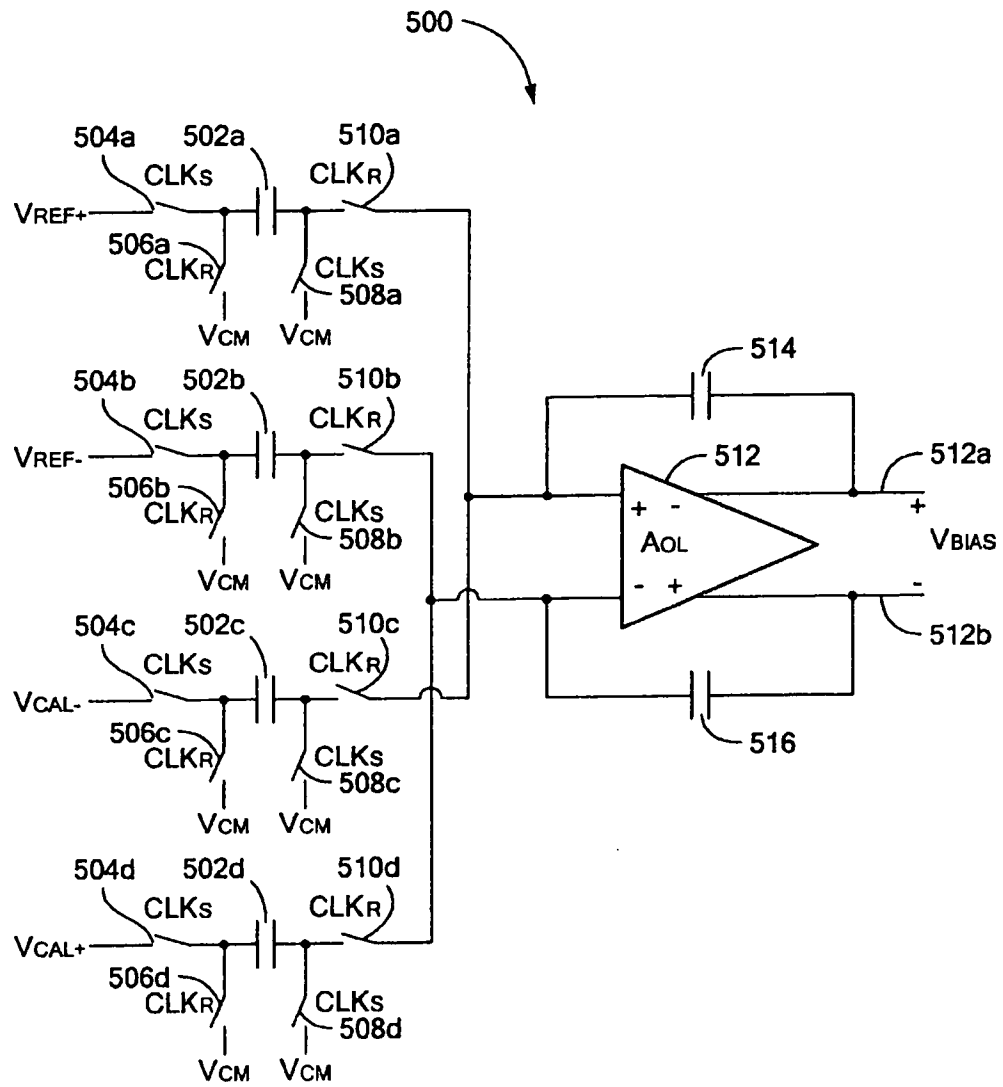 500
504a 502a 510a
CLKS CLKR
VREF+
506a
CLKR CLKS
508a
VCM VCM
504b 502b 510b
CLKS CLKR
VREF-
506b
CLKR CLKS
508b
VCM VCM
504c 502c 510c
CLKS CLKR
VCAL-
506c
CLKR CLKS
508c
VCM VCM
504d 502d 510d
CLKS CLKR
VCAL+
506d
CLKR CLKS
508d
VCM VCM
514
512 512a
+ - +
AOL VBIAS
- + -
512b
516